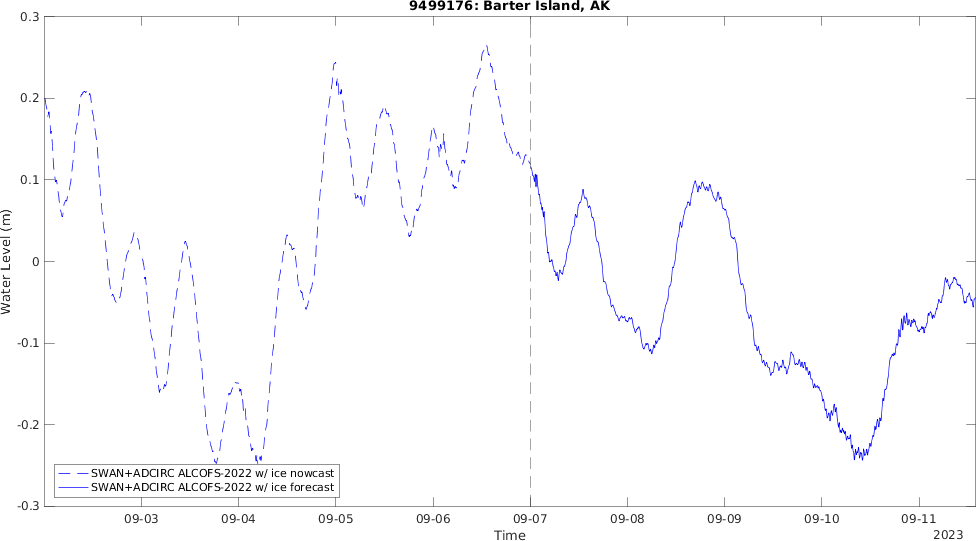 9499176: Barter Island, AK
0.3
0.2
0.1
0
-0.1
-0.2
-0.3
Water Level (m)
SWAN+ADCIRC ALCOFS-2022 w/ ice nowcast
SWAN+ADCIRC ALCOFS-2022 w/ ice forecast
09-03 09-04 09-05 09-06 09-07 09-08 09-09 09-10 09-11
Time
2023